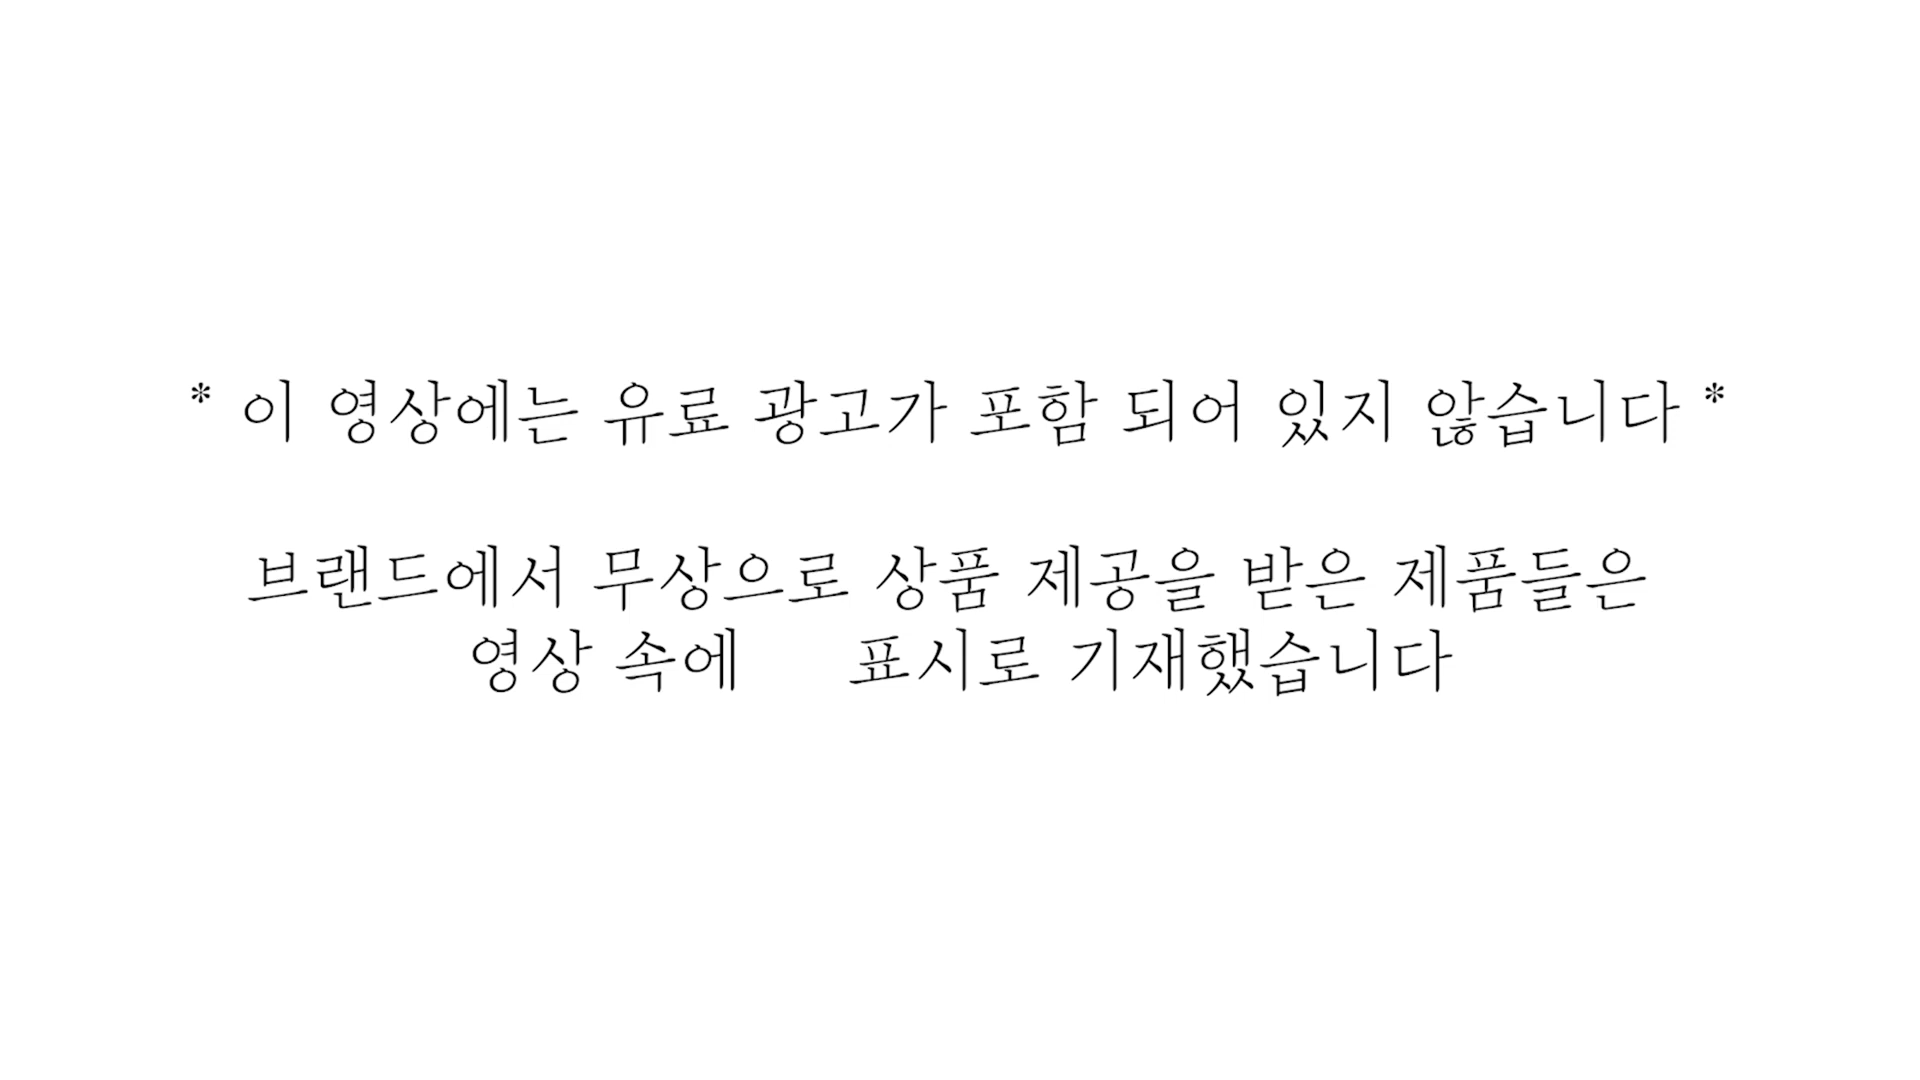 * 이 영상에는 유료 광고가 포함 되어 있지 않습니다 *
브랜드에서 무상으로 상품 제공을 받은 제품들은
영상 속에 표시로 기재했습니다